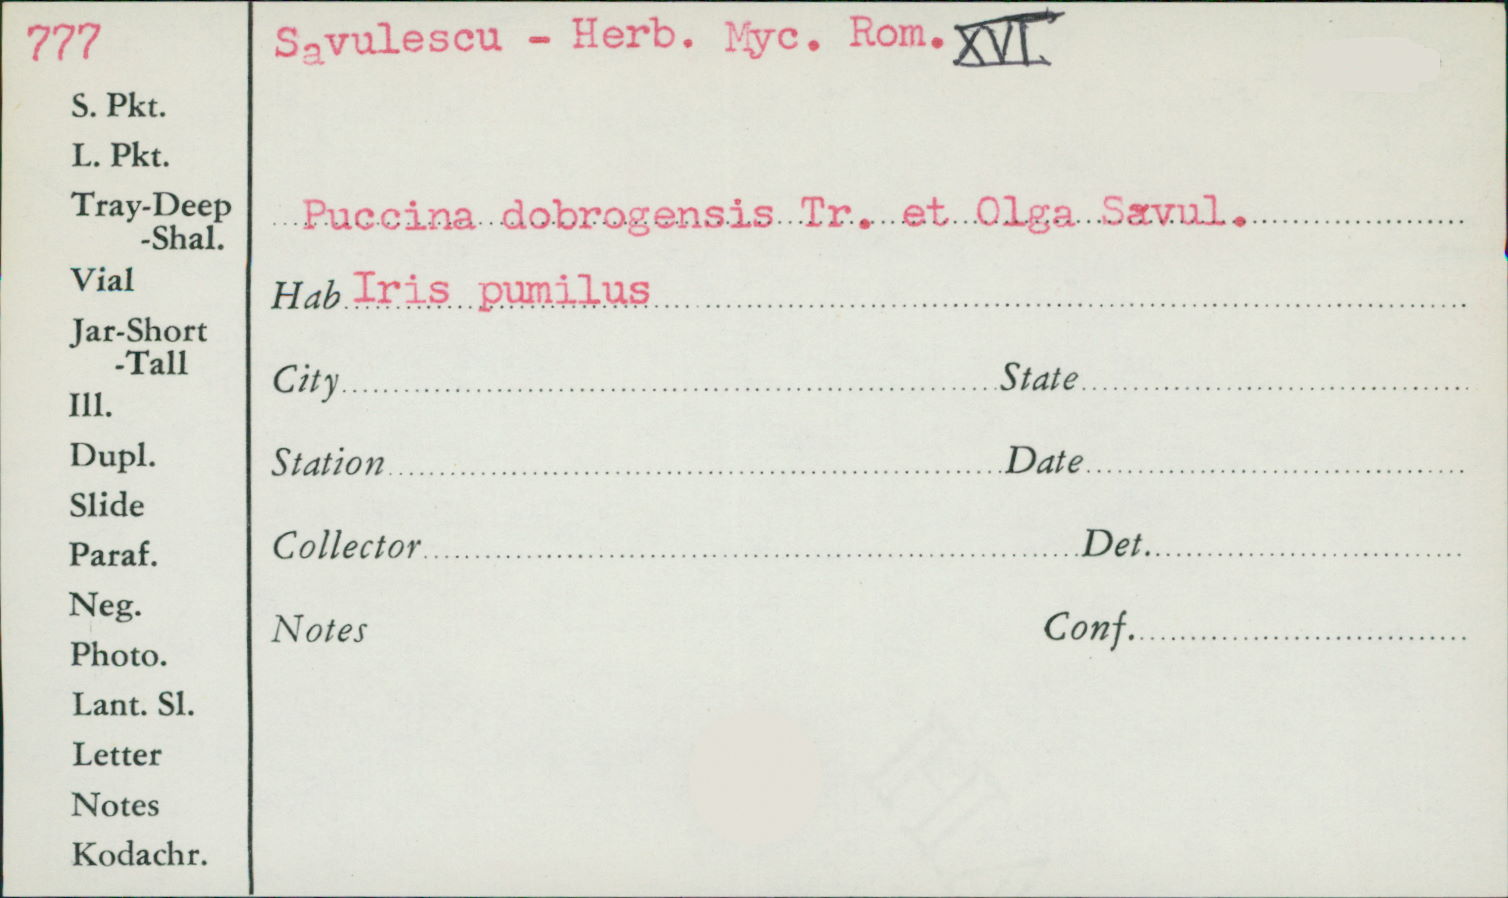 777
Savulescu - Herb. Myc. Rom. XVI.
S. Pkt.
L. Pkt.
Tray-Deep
-Shal.
Vial
Jar-Short
-Tall
Ill.
Dupl.
Slide
Paraf.
Neg.
Photo.
Lant. Sl.
Letter
Notes
Kodachr.
Puccina dobrogensis Tr. et Olga Savul.
Hab Iris pumilus
City State
Station Date
Collector Det.
Notes Conf.